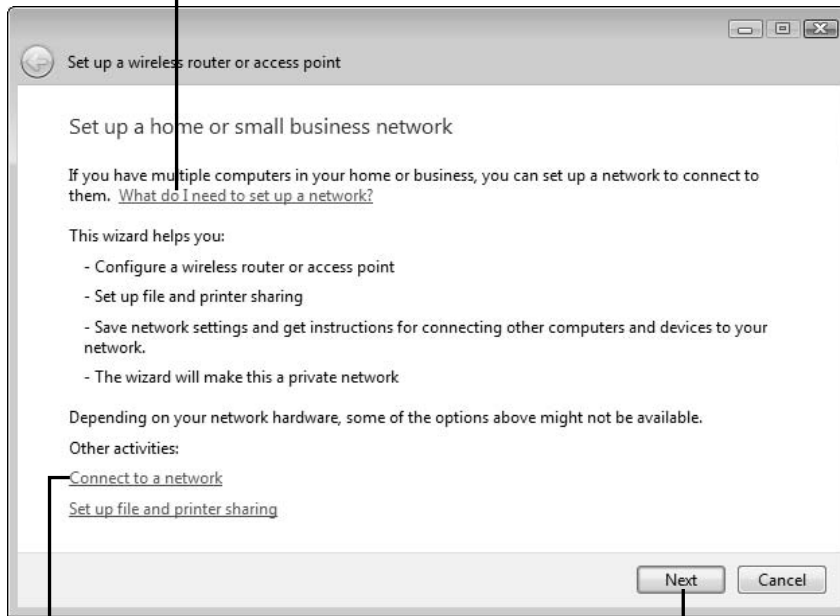 Set up a wireless router or access point
Set up a home or small business network
If you have multiple computers in your home or business, you can set up a network to connect to
them. What do I need to set up a network?
This wizard helps you:
- Configure a wireless router or access point
- Set up file and printer sharing
- Save network settings and get instructions for connecting other computers and devices to your
network.
- The wizard will make this a private network
Depending on your network hardware, some of the options above might not be available.
Other activities:
Connect to a network
Set up file and printer sharing
Next Cancel